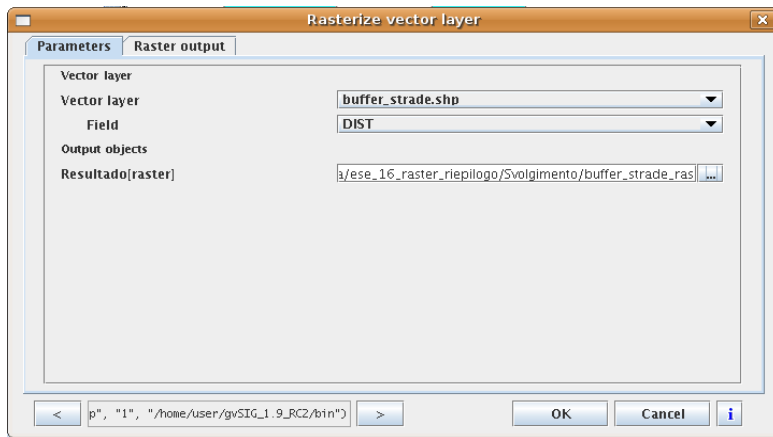 Rasterize vector layer
Parameters Raster output
Vector layer
Vector layer buffer_strade.shp
Field DIST
Output objects
Resultado[raster] a/ese_16_raster_riepilogo/Svolgimento/buffer_strade_ras ...
< p", "1", "/home/user/gvSIG_1.9_RC2/bin") > OK Cancel i